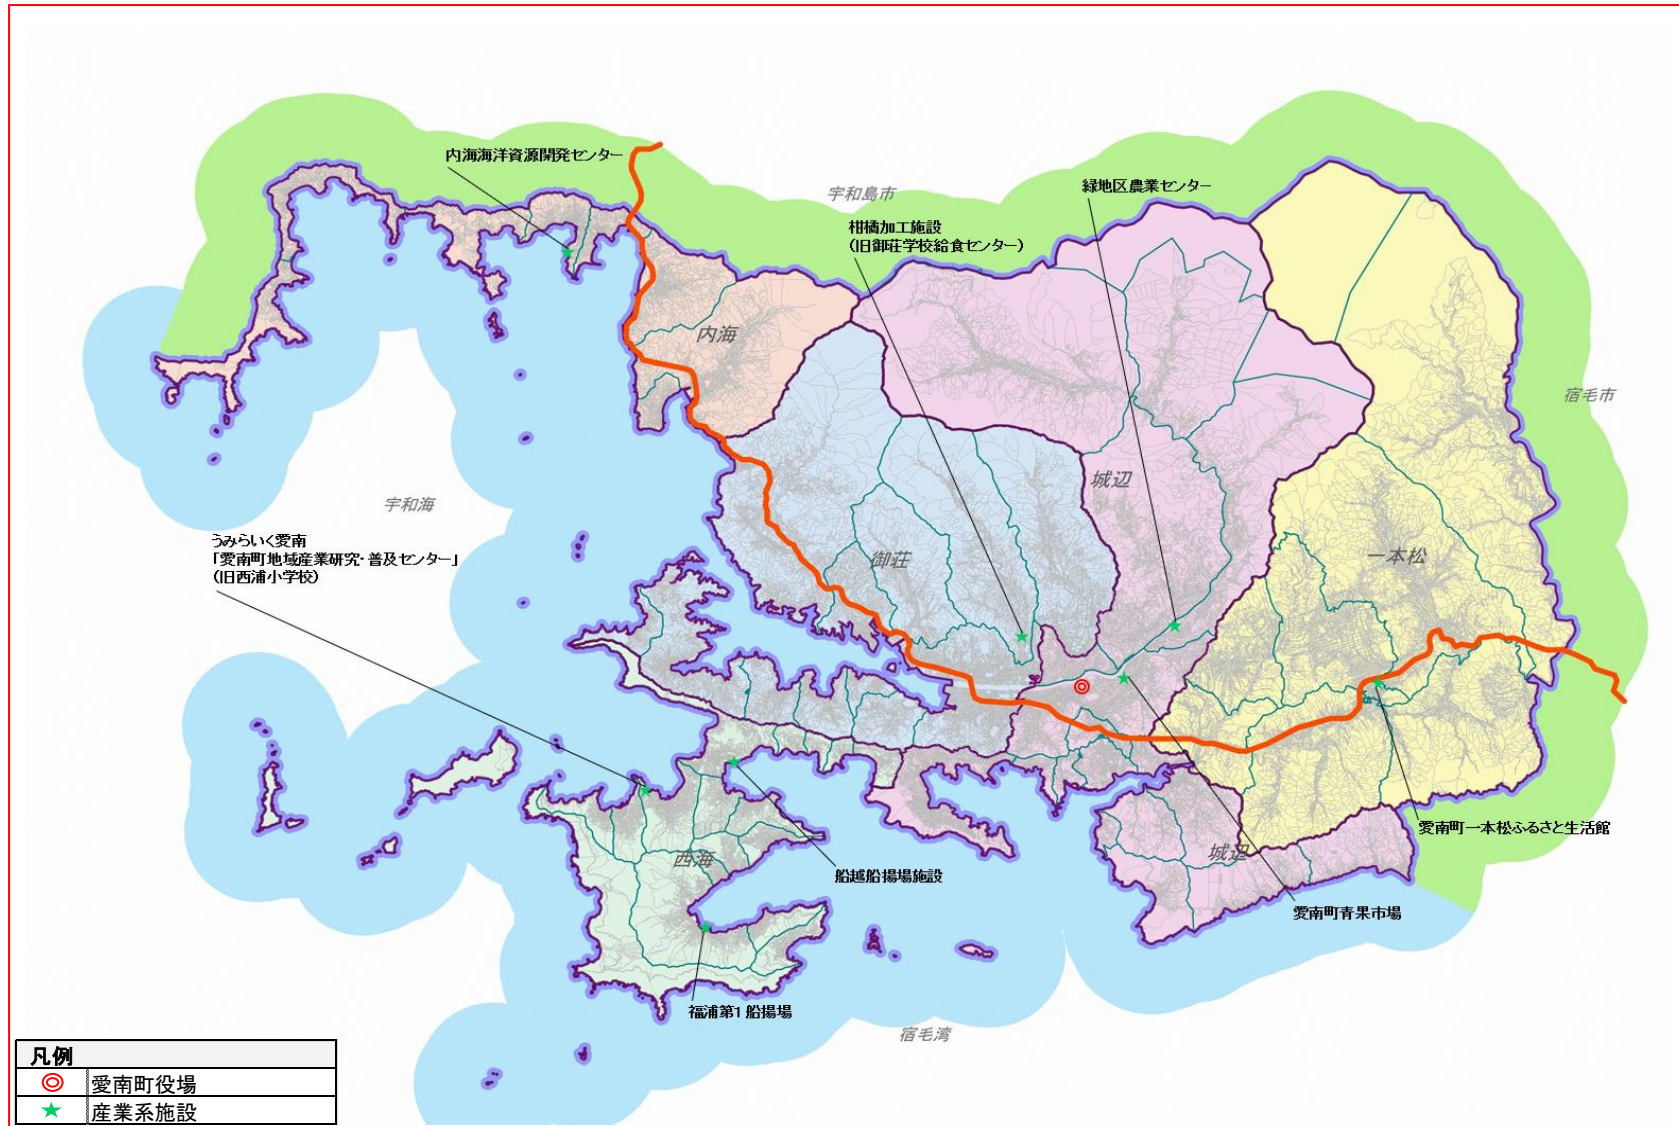 内海海洋資源開発センター
宇和島市
緑地区農業センター
柑橘加工施設
(旧御荘学校給食センター)
内海
宿毛市
城辺
宇和海
うみらいく愛南
「愛南町地域産業研究・普及センター」
(旧西浦小学校)
御荘
一本松
愛南町一本松ふるさと生活館
城辺
西海
船越船揚場施設
愛南町青果市場
福浦第1船揚場
宿毛湾
凡例
愛南町役場
産業系施設